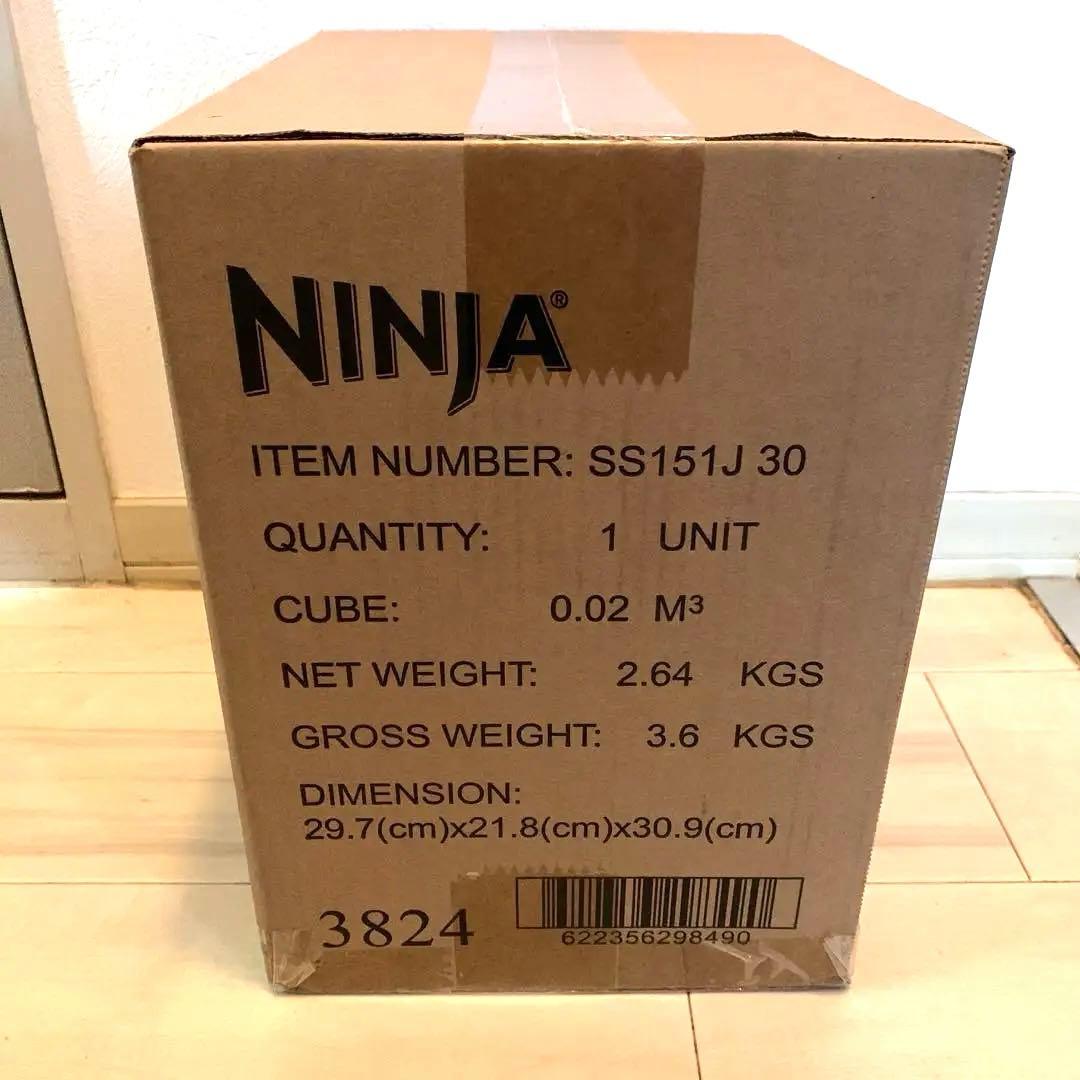 NINJA®
ITEM NUMBER: SS151J 30
QUANTITY: 1 UNIT
CUBE: 0.02 M³
NET WEIGHT: 2.64 KGS
GROSS WEIGHT: 3.6 KGS
DIMENSION:
29.7(cm)x21.8(cm)x30.9(cm)
3824
622356298490